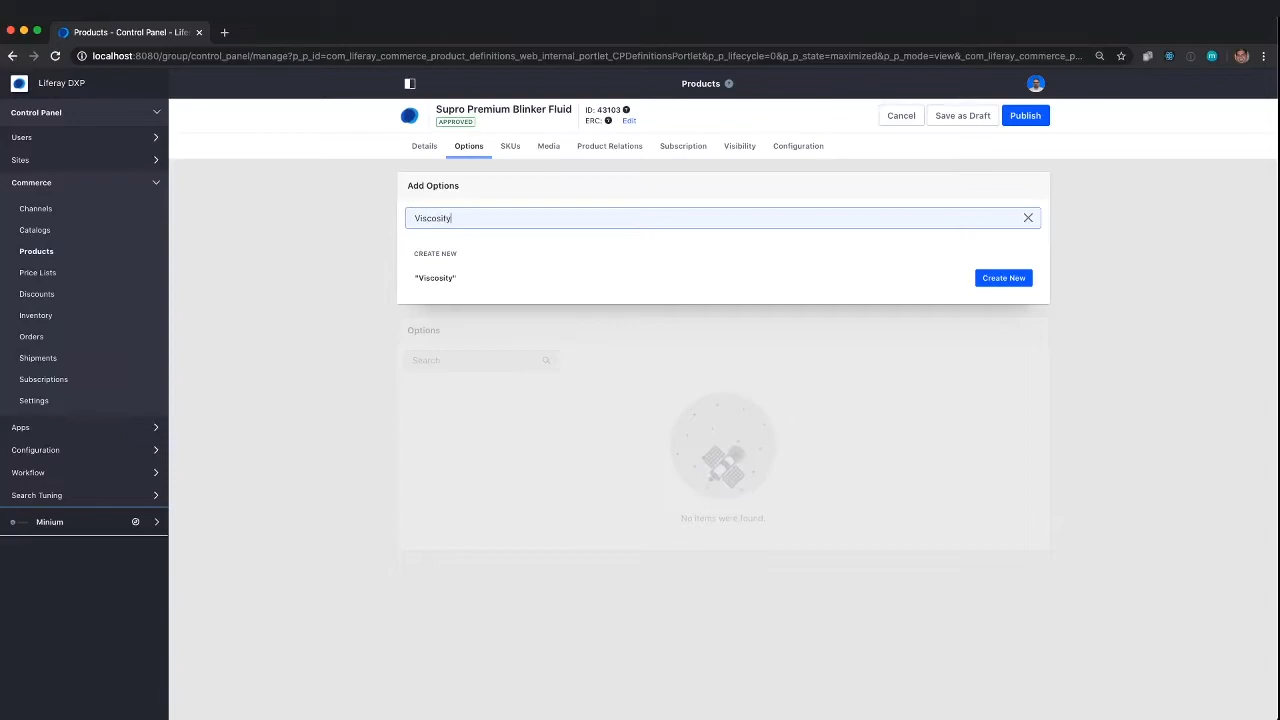 Products - Control Panel - Life
localhost:8080/group/control_panel/manage?p_p_id=com_liferay_commerce_product_definitions_web_internal_portlet_CPDefinitionsPortlet&p_p_lifecycle=0&p_p_state=maximized&p_p_mode=view&_com_liferay_commerce_p...
Liferay DXP
Products
Control Panel
Users
Sites
Commerce
Channels
Catalogs
Products
Price Lists
Discounts
Inventory
Orders
Shipments
Subscriptions
Settings
Apps
Configuration
Workflow
Search Tuning
Minium
Supro Premium Blinker Fluid
APPROVED
ID: 43103
ERC:
Edit
Cancel
Save as Draft
Publish
Details
Options
SKUs
Media
Product Relations
Subscription
Visibility
Configuration
Add Options
Viscosity
CREATE NEW
"Viscosity"
Create New
Options
Search
No items were found.